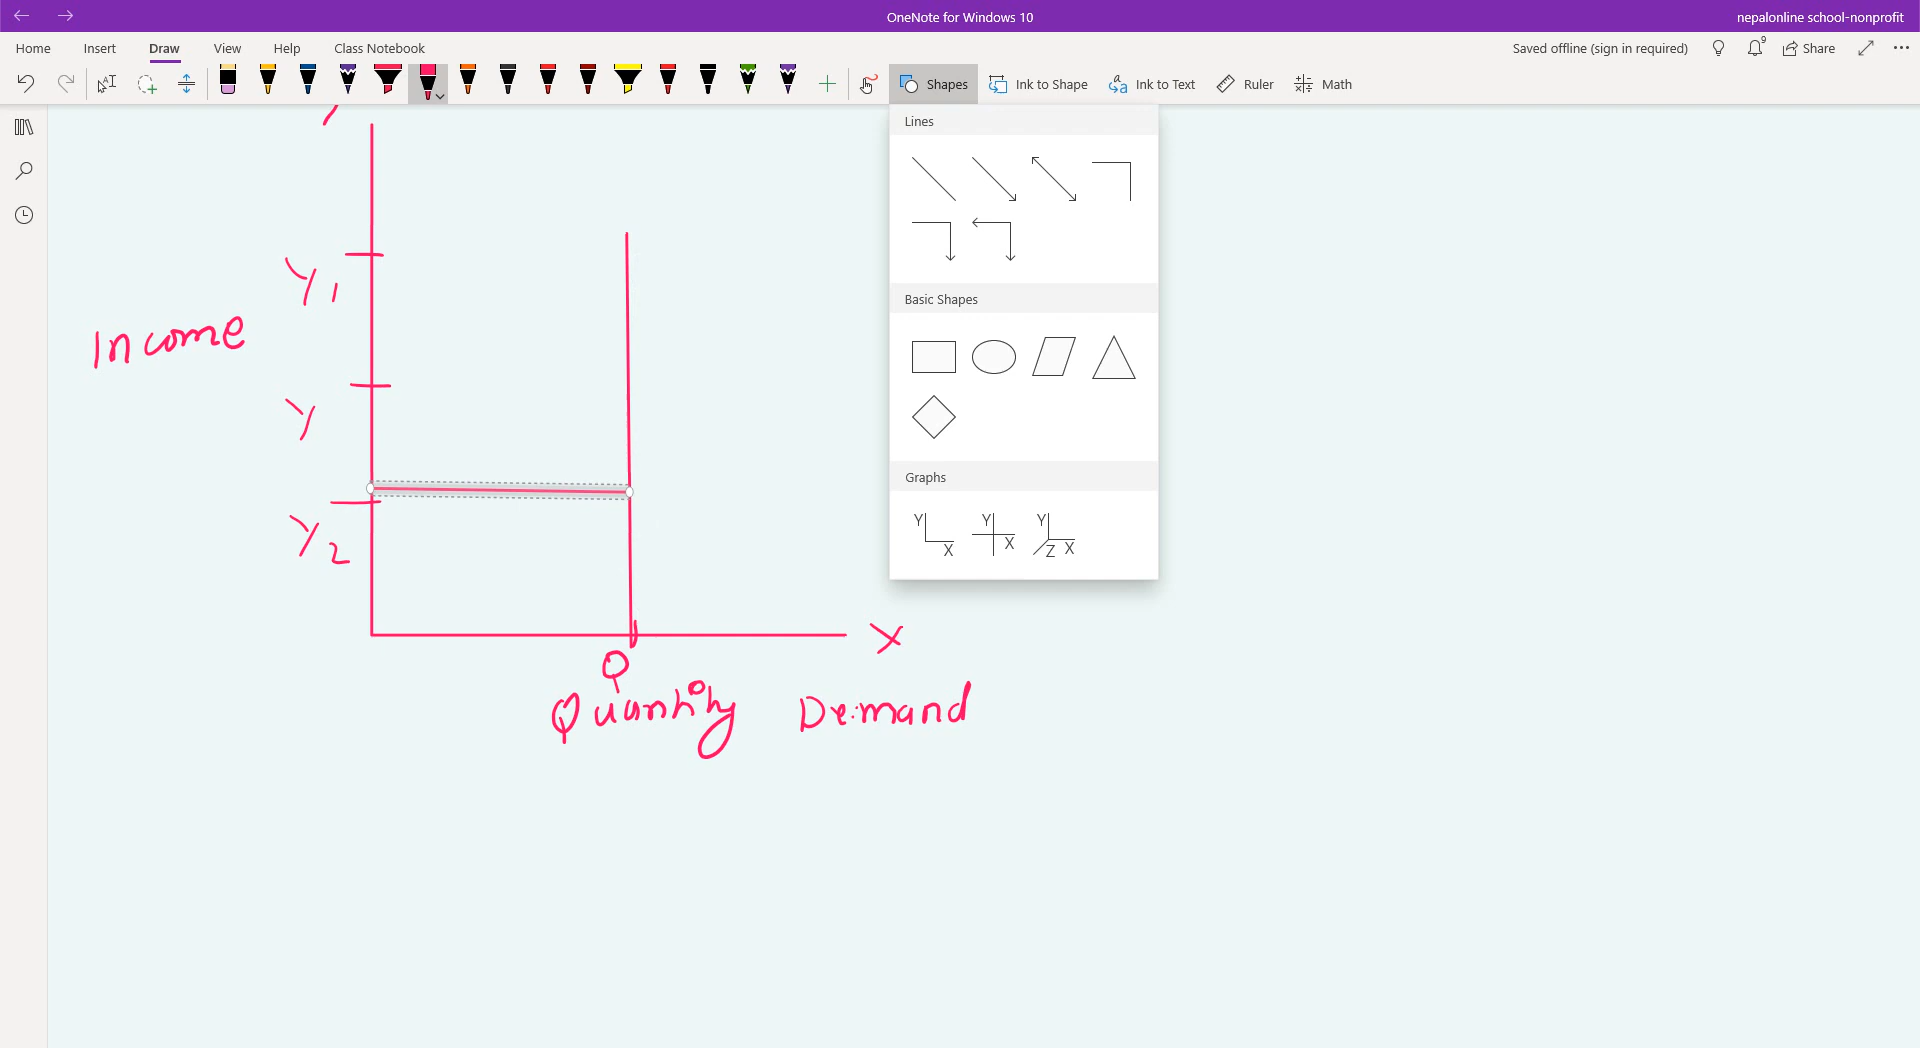 OneNote for Windows 10
nepalonline school-nonprofit
Home Insert Draw View Help Class Notebook
Saved offline (sign in required)
9
Share
Shapes
Ink to Shape
Ink to Text
Ruler
Math
Lines
Basic Shapes
Graphs
Y X
Y X
Y Z X
Y1
Income
Y
Y2
X
Q
Quantity Demand